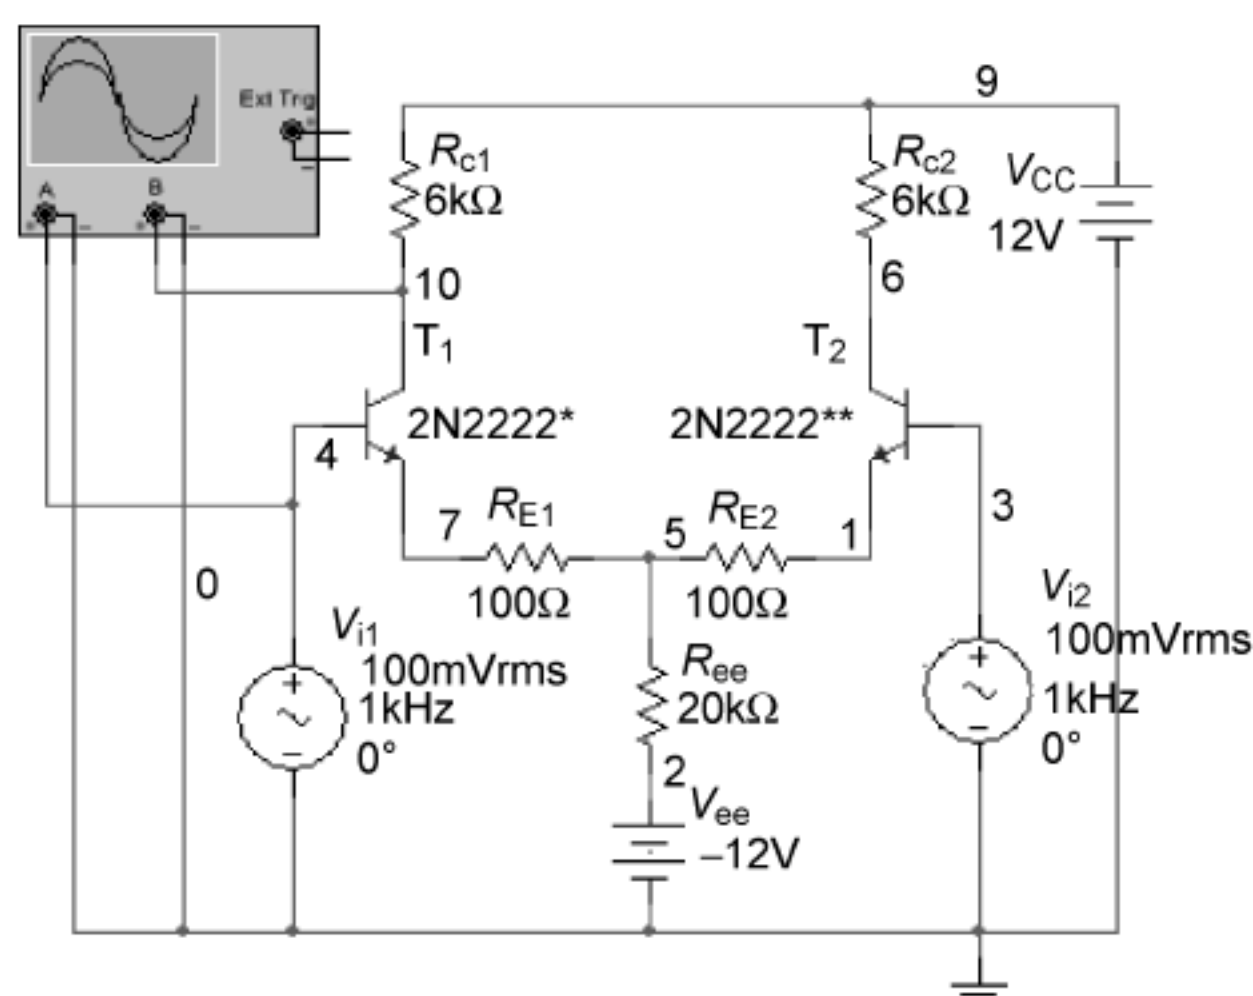 Ext Trg
A
B
9
Rc1
6kΩ
Rc2
6kΩ
VCC
12V
10
6
T1
T2
4
2N2222*
2N2222**
3
7
RE1
100Ω
5
RE2
100Ω
1
0
Vi1
100mVrms
1kHz
0°
Ree
20kΩ
2
Vee
–12V
Vi2
100mVrms
1kHz
0°